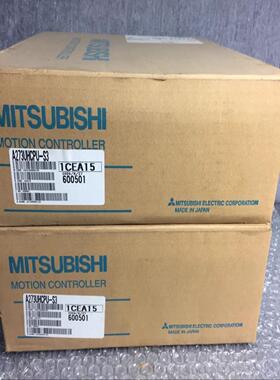 MITSUBISHI
MOTION CONTROLLER
A273UHCPU-S3
1CEA15
600501
MITSUBISHI ELECTRIC CORPORATION
MADE IN JAPAN
MITSUBISHI
MOTION CONTROLLER
A273UHCPU-S3
1CEA15
600501
MITSUBISHI ELECTRIC CORPORATION
MADE IN JAPAN